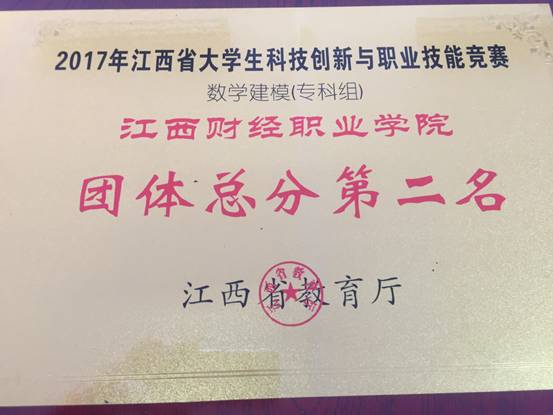 2017年江西省大学生科技创新与职业技能竞赛
数学建模(专科组)
江西财经职业学院
团体总分第二名
江西省教育厅